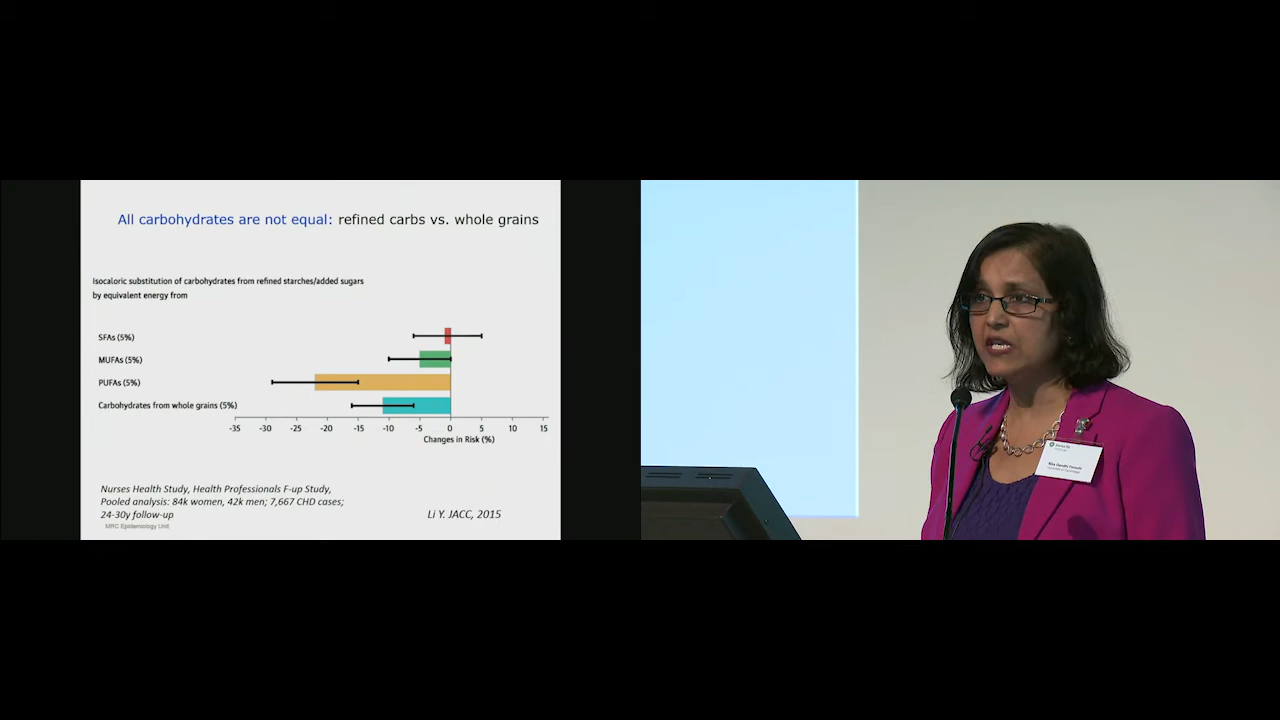 All carbohydrates are not equal: refined carbs vs. whole grains
Isocaloric substitution of carbohydrates from refined starches/added sugars
by equivalent energy from
SFAs (5%)
MUFAs (5%)
PUFAs (5%)
Carbohydrates from whole grains (5%)
-35 -30 -25 -20 -15 -10 -5 0 5 10 15
Changes in Risk (%)
Nurses Health Study, Health Professionals F-up Study,
Pooled analysis: 84k women, 42k men; 7,667 CHD cases;
24-30y follow-up
Li Y. JACC, 2015
MRC Epidemiology Unit